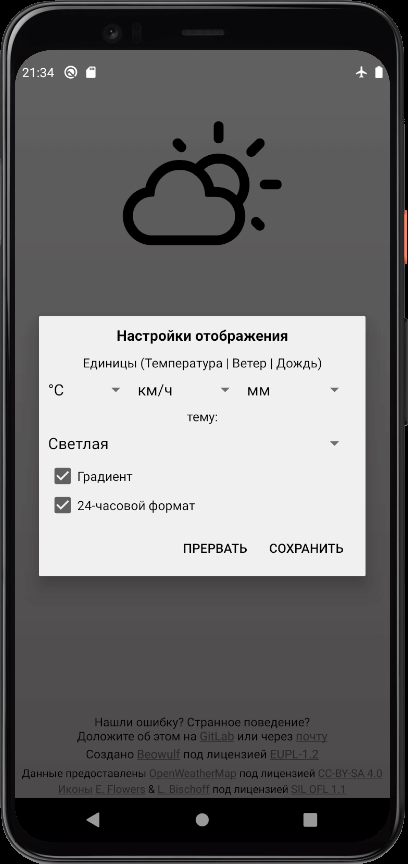 21:34
Настройки отображения
Единицы (Температура | Ветер | Дождь)
°C км/ч мм
тему:
Светлая
Градиент
24-часовой формат
ПРЕРВАТЬ СОХРАНИТЬ
Нашли ошибку? Странное поведение?
Доложите об этом на GitLab или через почту
Создано Beowulf под лицензией EUPL-1.2
Данные предоставлены OpenWeatherMap под лицензией CC-BY-SA 4.0
Иконы E. Flowers & L. Bischoff под лицензией SIL OFL 1.1